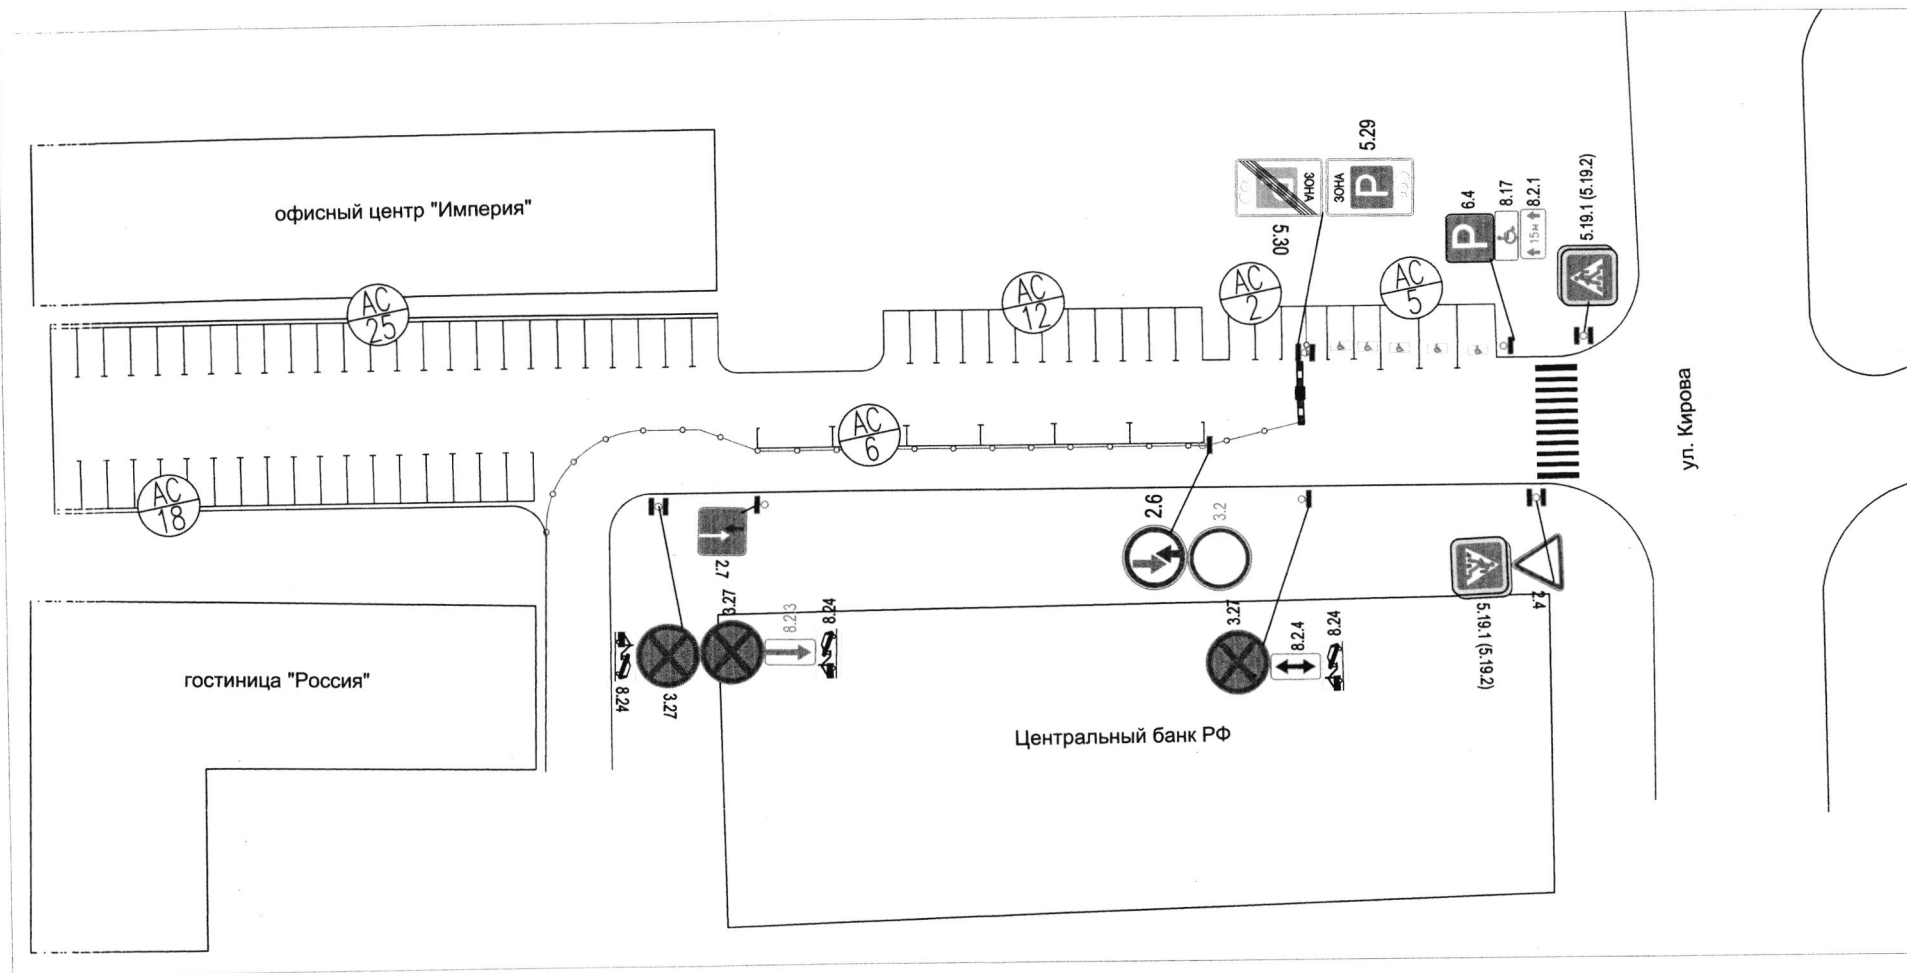 офисный центр "Империя"
5.29
ЗОНА
ЗОНА
P
5.30
6.4
8.17
8.2.1
P
15м
5.19.1 (5.19.2)
АС
25
АС
12
АС
2
АС
5
ул. Кирова
АС
6
АС
18
2.7
2.6
3.2
3.27
8.2.3
8.24
8.24
3.27
3.27
8.2.4
8.24
5.19.1 (5.19.2)
2.4
гостиница "Россия"
Центральный банк РФ